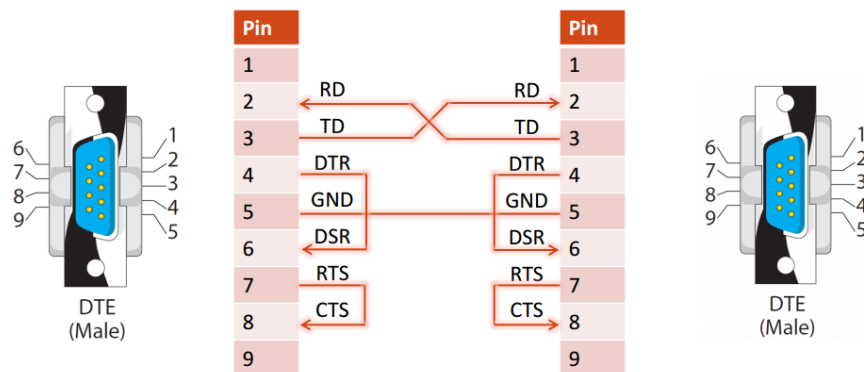 Pin Pin
1 1
2 RD RD 2
3 TD TD 3
4 DTR DTR 4
5 GND GND 5
6 DSR DSR 6
7 RTS RTS 7
8 CTS CTS 8
9 9
6 1
7 2
8 3
9 4
5
DTE
(Male)
6 1
7 2
8 3
9 4
5
DTE
(Male)